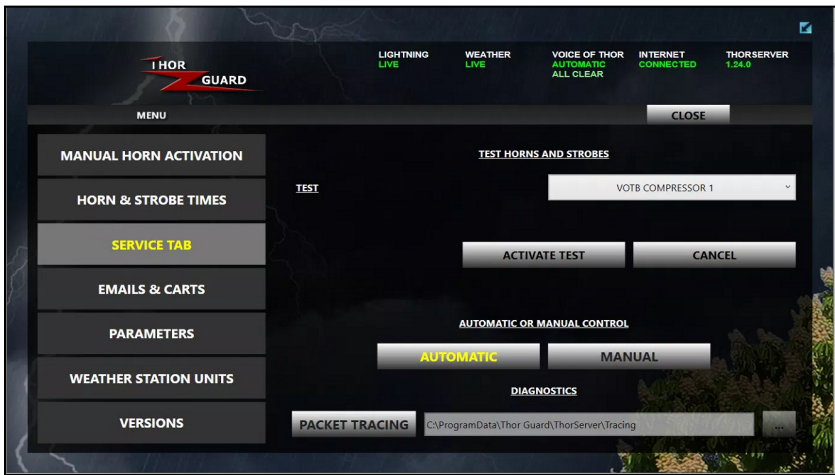 THOR
GUARD
LIGHTNING
LIVE
WEATHER
LIVE
VOICE OF THOR
AUTOMATIC
ALL CLEAR
INTERNET
CONNECTED
THORSERVER
1.24.0
MENU
CLOSE
MANUAL HORN ACTIVATION
HORN & STROBE TIMES
SERVICE TAB
EMAILS & CARTS
PARAMETERS
WEATHER STATION UNITS
VERSIONS
TEST HORNS AND STROBES
TEST
VOTB COMPRESSOR 1
ACTIVATE TEST
CANCEL
AUTOMATIC OR MANUAL CONTROL
AUTOMATIC
MANUAL
DIAGNOSTICS
PACKET TRACING
C:\ProgramData\Thor Guard\ThorServer\Tracing
...